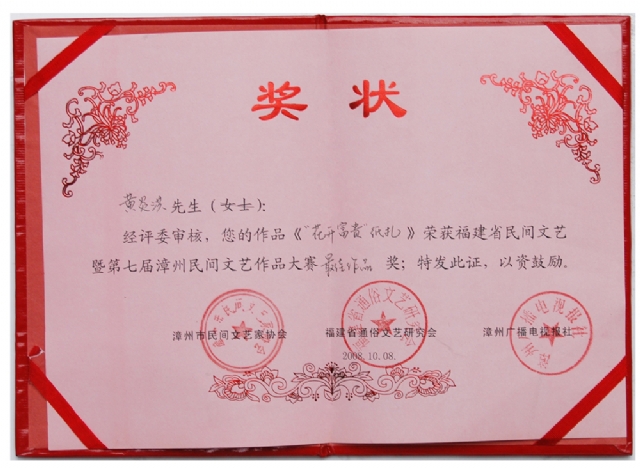 奖状
黄 先生（女士）：
经评委审核，您的作品《“花开富贵”纸扎》荣获福建省民间文艺
暨第七届漳州民间文艺作品大赛最佳作品奖；特发此证，以资鼓励。
漳州市民间文艺家协会 福建省通俗文艺研究会 漳州广播电视报社
2008.10.08.